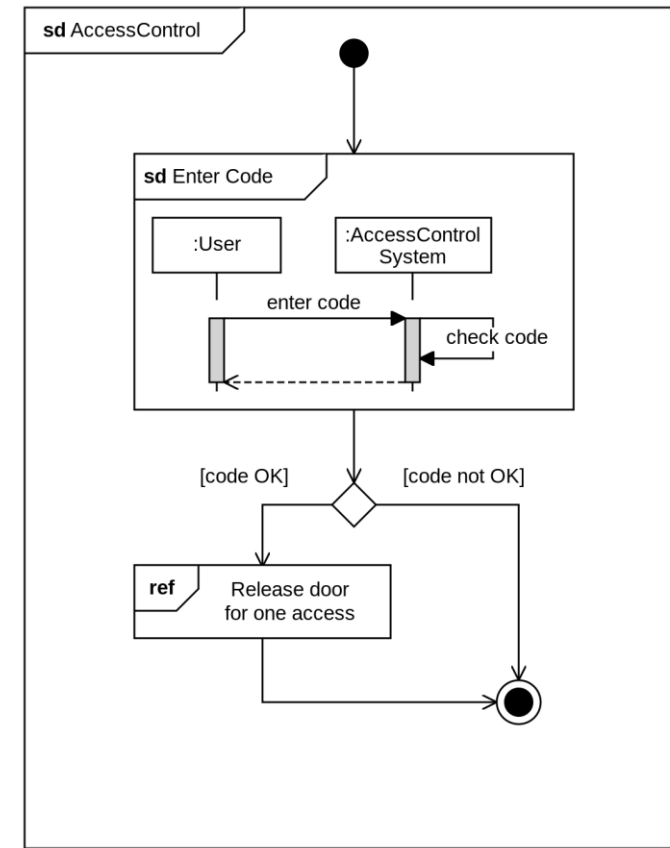 sd AccessControl
sd Enter Code
:User
:AccessControl
System
enter code
check code
[code OK]
[code not OK]
ref
Release door
for one access